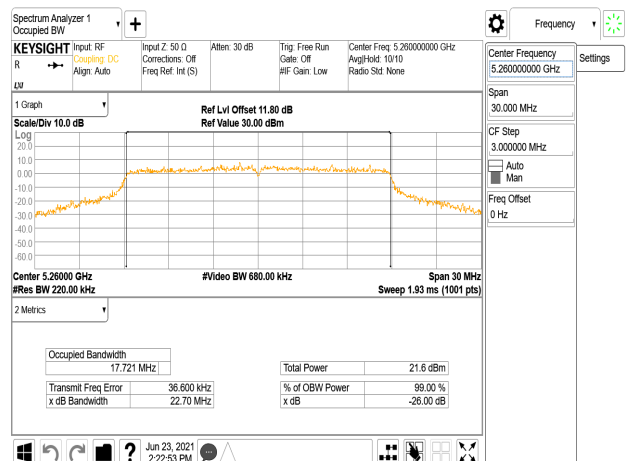 Spectrum Analyzer 1
Occupied BW
Frequency
KEYSIGHT Input: RF Input Z: 50 Ω Atten: 30 dB Trig: Free Run Center Freq: 5.260000000 GHz
R Coupling: DC Corrections: Off Gate: Off Avg|Hold: 10/10
Align: Auto Freq Ref: Int (S) #IF Gain: Low Radio Std: None
LXI
Center Frequency
5.260000000 GHz
Settings
Span
30.000 MHz
CF Step
3.000000 MHz
Auto
Man
Freq Offset
0 Hz
1 Graph
Ref Lvl Offset 11.80 dB
Scale/Div 10.0 dB Ref Value 30.00 dBm
Log
20.0
10.0
0.00
-10.0
-20.0
-30.0
-40.0
-50.0
-60.0
Center 5.26000 GHz #Video BW 680.00 kHz Span 30 MHz
#Res BW 220.00 kHz Sweep 1.93 ms (1001 pts)
2 Metrics
Occupied Bandwidth
17.721 MHz
Total Power 21.6 dBm
Transmit Freq Error 36.600 kHz % of OBW Power 99.00 %
x dB Bandwidth 22.70 MHz x dB -26.00 dB
Jun 23, 2021
2:22:53 PM